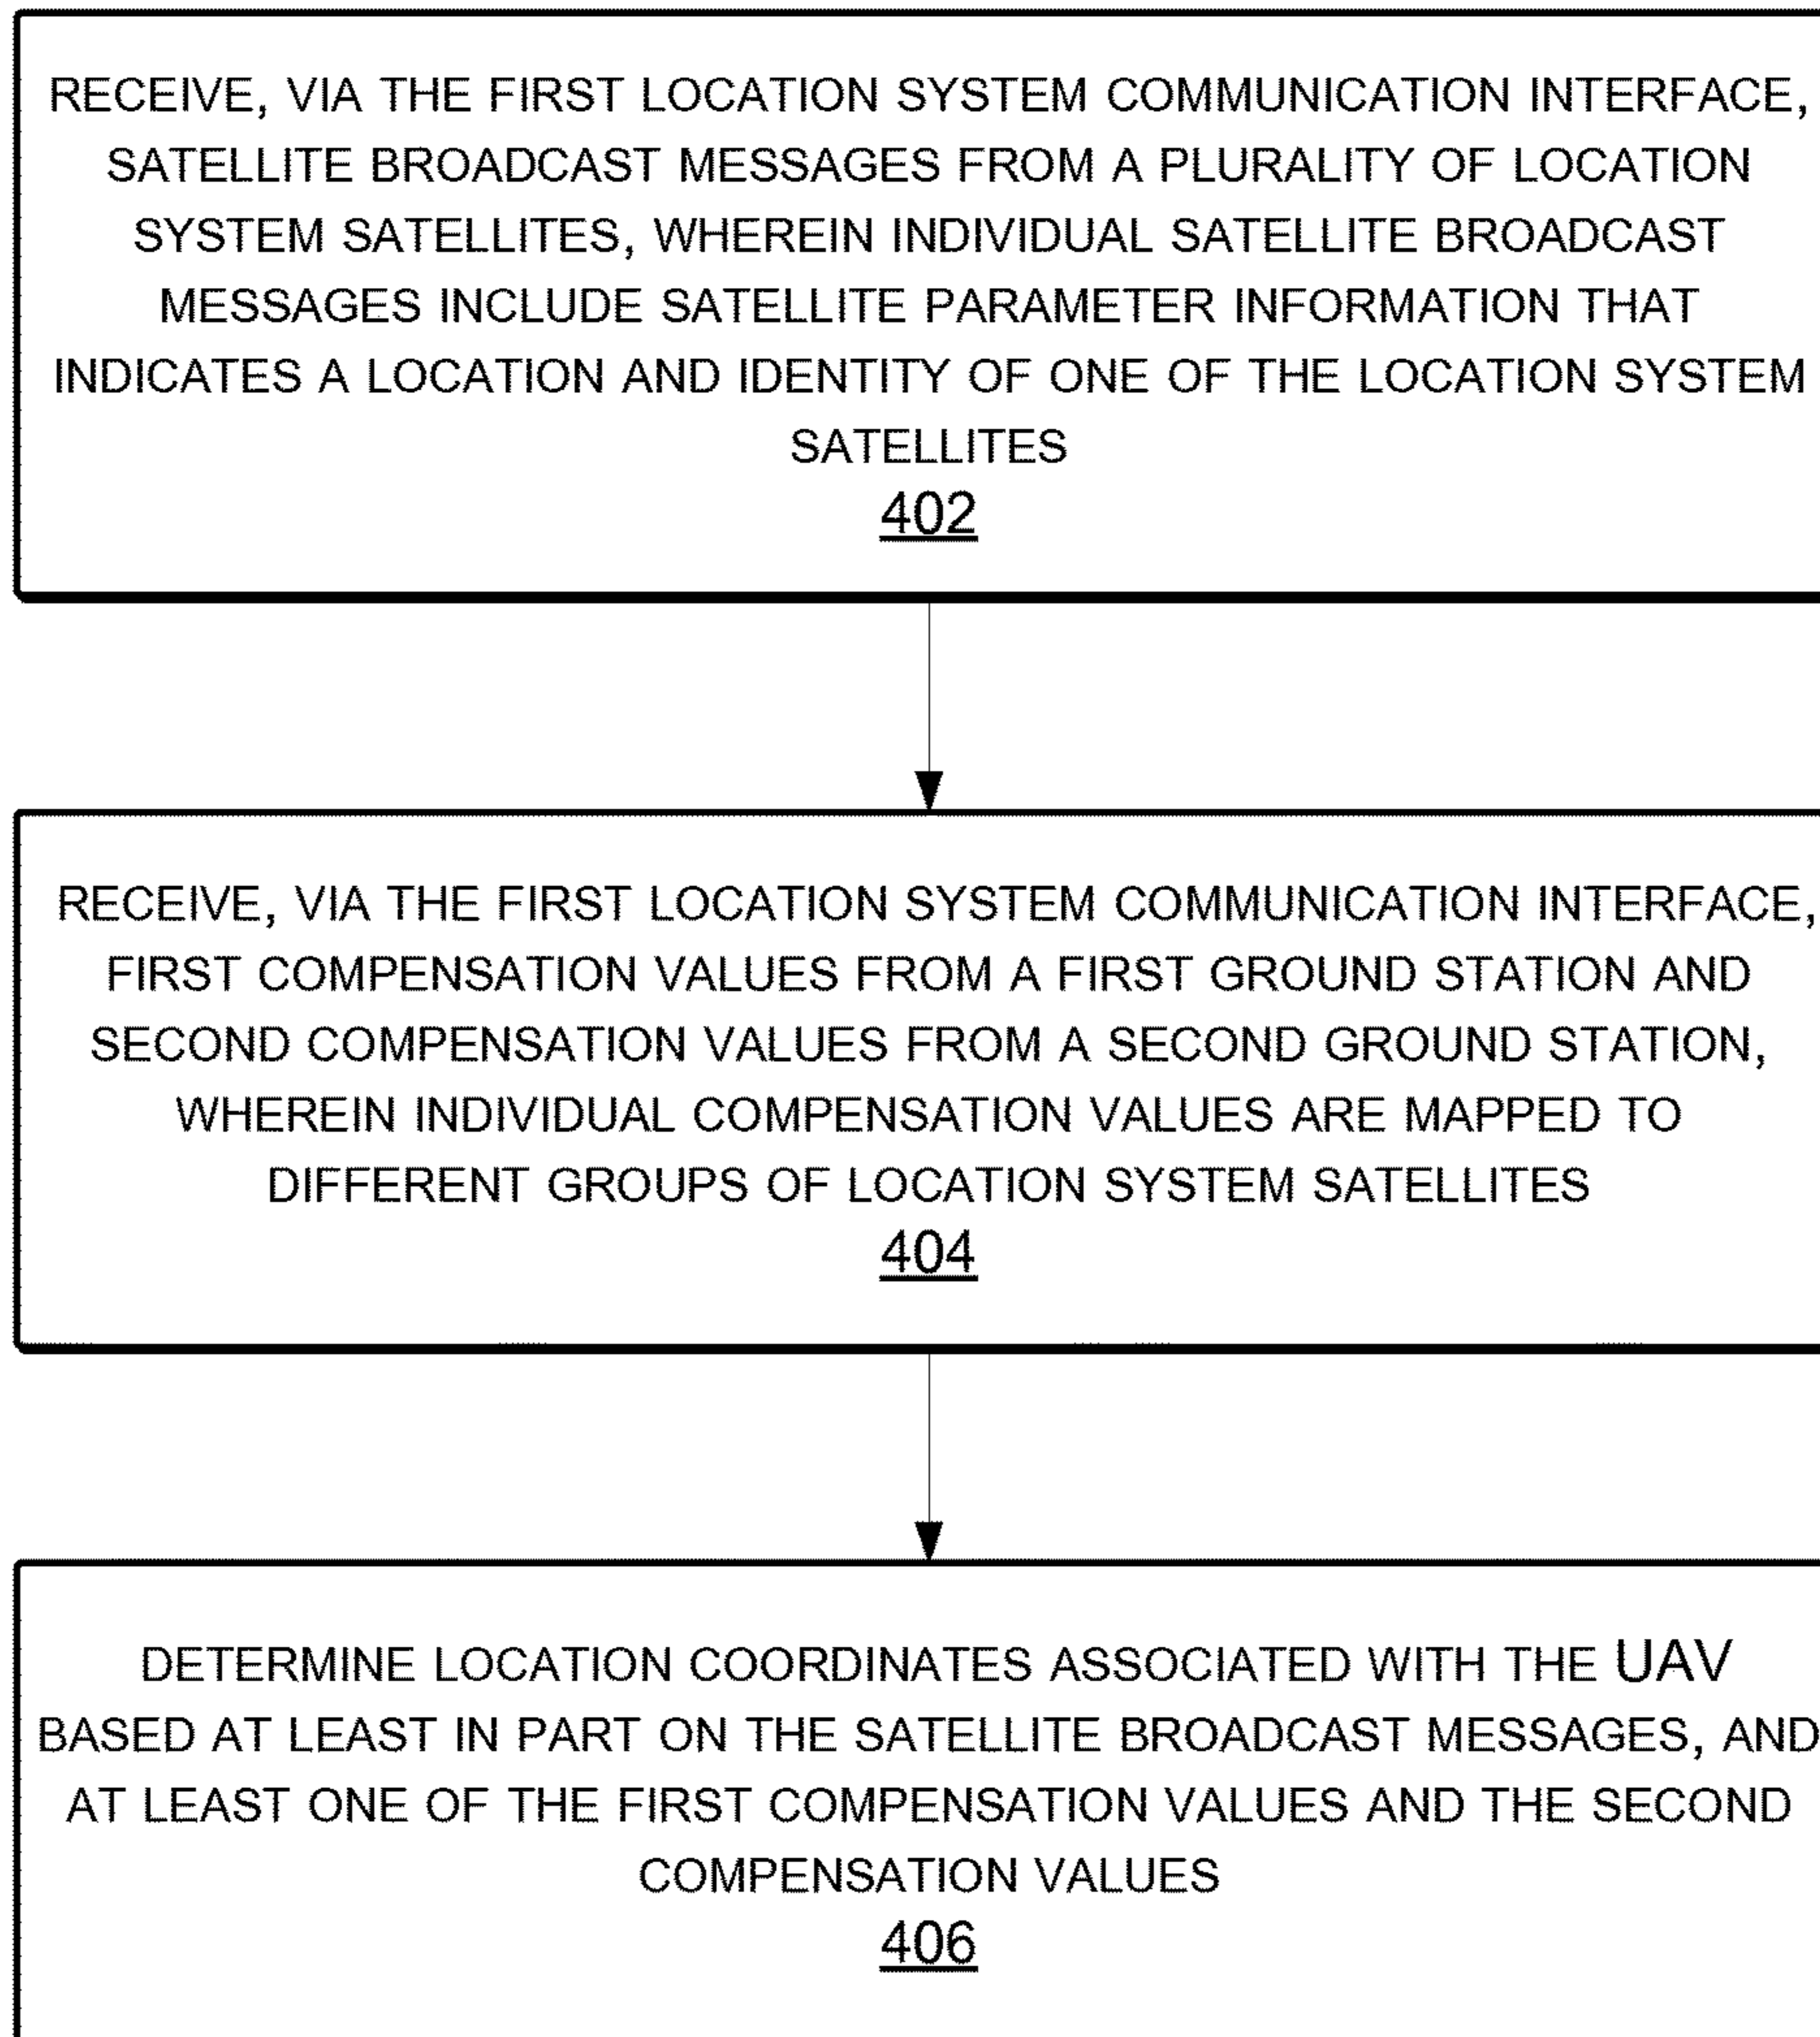 RECEIVE, VIA THE FIRST LOCATION SYSTEM COMMUNICATION INTERFACE,
SATELLITE BROADCAST MESSAGES FROM A PLURALITY OF LOCATION
SYSTEM SATELLITES, WHEREIN INDIVIDUAL SATELLITE BROADCAST
MESSAGES INCLUDE SATELLITE PARAMETER INFORMATION THAT
INDICATES A LOCATION AND IDENTITY OF ONE OF THE LOCATION SYSTEM
SATELLITES
402
RECEIVE, VIA THE FIRST LOCATION SYSTEM COMMUNICATION INTERFACE,
FIRST COMPENSATION VALUES FROM A FIRST GROUND STATION AND
SECOND COMPENSATION VALUES FROM A SECOND GROUND STATION,
WHEREIN INDIVIDUAL COMPENSATION VALUES ARE MAPPED TO
DIFFERENT GROUPS OF LOCATION SYSTEM SATELLITES
404
DETERMINE LOCATION COORDINATES ASSOCIATED WITH THE UAV
BASED AT LEAST IN PART ON THE SATELLITE BROADCAST MESSAGES, AND
AT LEAST ONE OF THE FIRST COMPENSATION VALUES AND THE SECOND
COMPENSATION VALUES
406